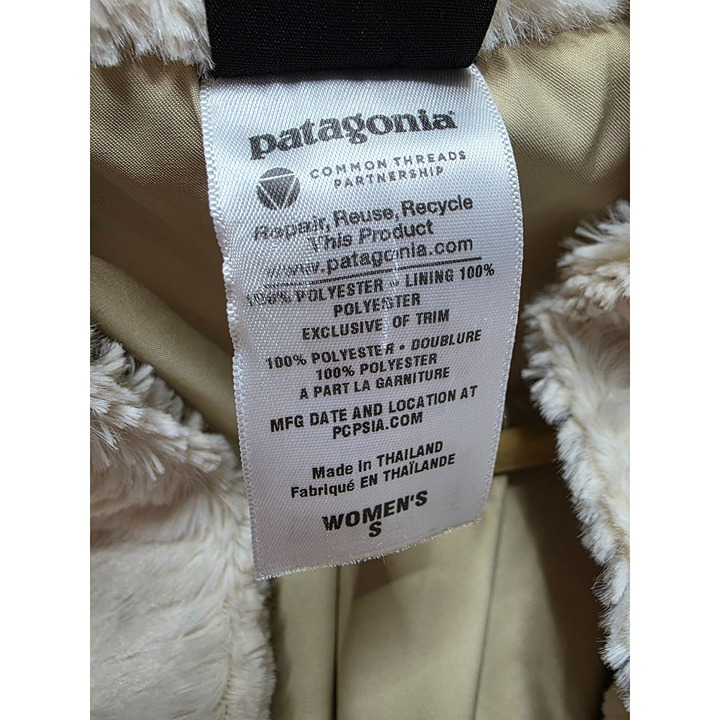 patagonia®
COMMON THREADS
PARTNERSHIP
Repair, Reuse, Recycle
This Product
www.patagonia.com
100% POLYESTER - LINING 100%
POLYESTER
EXCLUSIVE OF TRIM
100% POLYESTER • DOUBLURE
100% POLYESTER
A PART LA GARNITURE
MFG DATE AND LOCATION AT
PCPSIA.COM
Made in THAILAND
Fabriqué EN THAÏLANDE
WOMEN'S
S